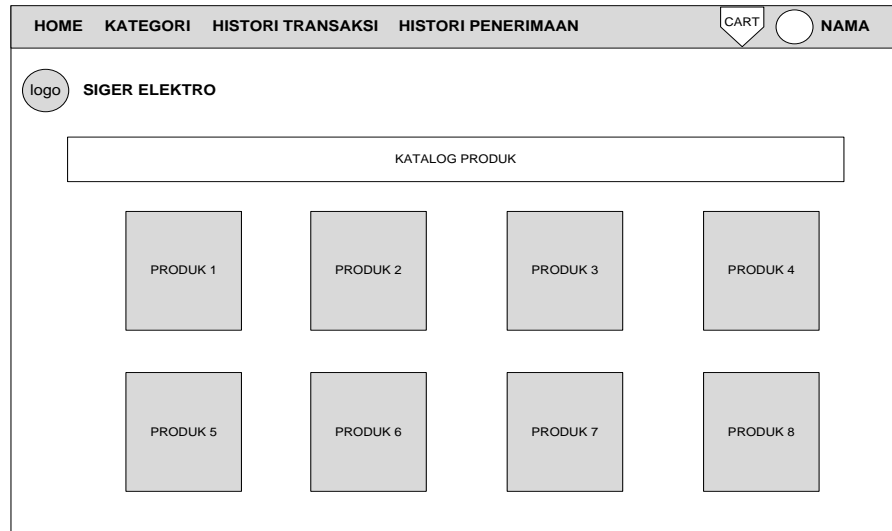 HOME KATEGORI HISTORI TRANSAKSI HISTORI PENERIMAAN CART NAMA
logo SIGER ELEKTRO
KATALOG PRODUK
PRODUK 1 PRODUK 2 PRODUK 3 PRODUK 4
PRODUK 5 PRODUK 6 PRODUK 7 PRODUK 8